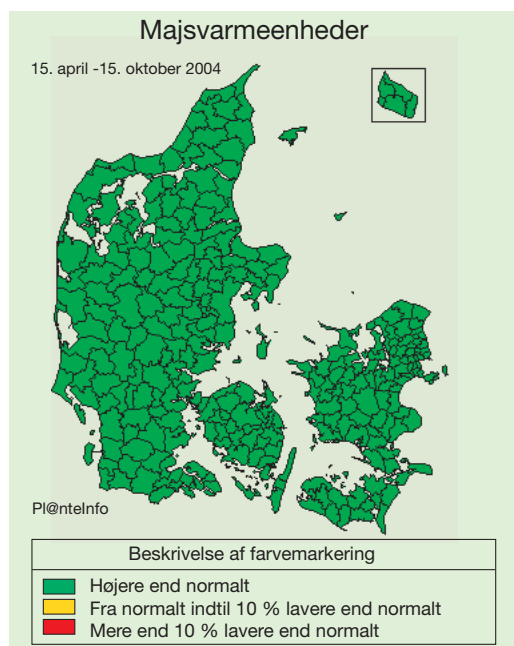 Majsvarmeenheder
15. april -15. oktober 2004
Pl@nteInfo
Beskrivelse af farvemarkering
Højere end normalt
Fra normalt indtil 10 % lavere end normalt
Mere end 10 % lavere end normalt